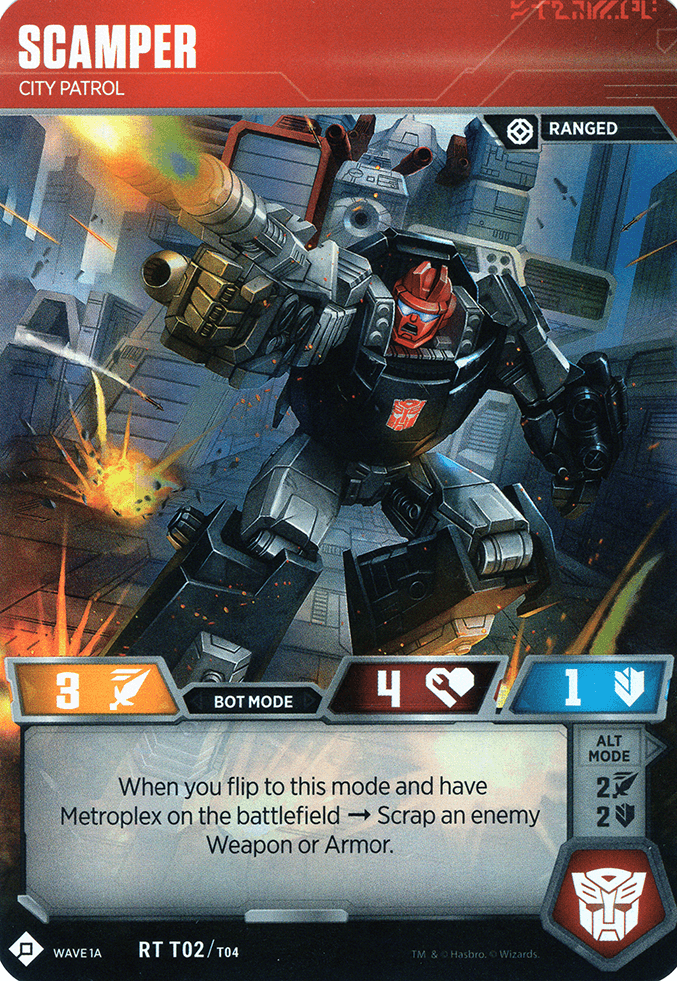 SCAMPER
CITY PATROL
RANGED
3
BOT MODE
4
1
When you flip to this mode and have
Metroplex on the battlefield → Scrap an enemy
Weapon or Armor.
ALT
MODE
2
2
WAVE 1A
RT T02/T04
TM & © Hasbro. © Wizards.